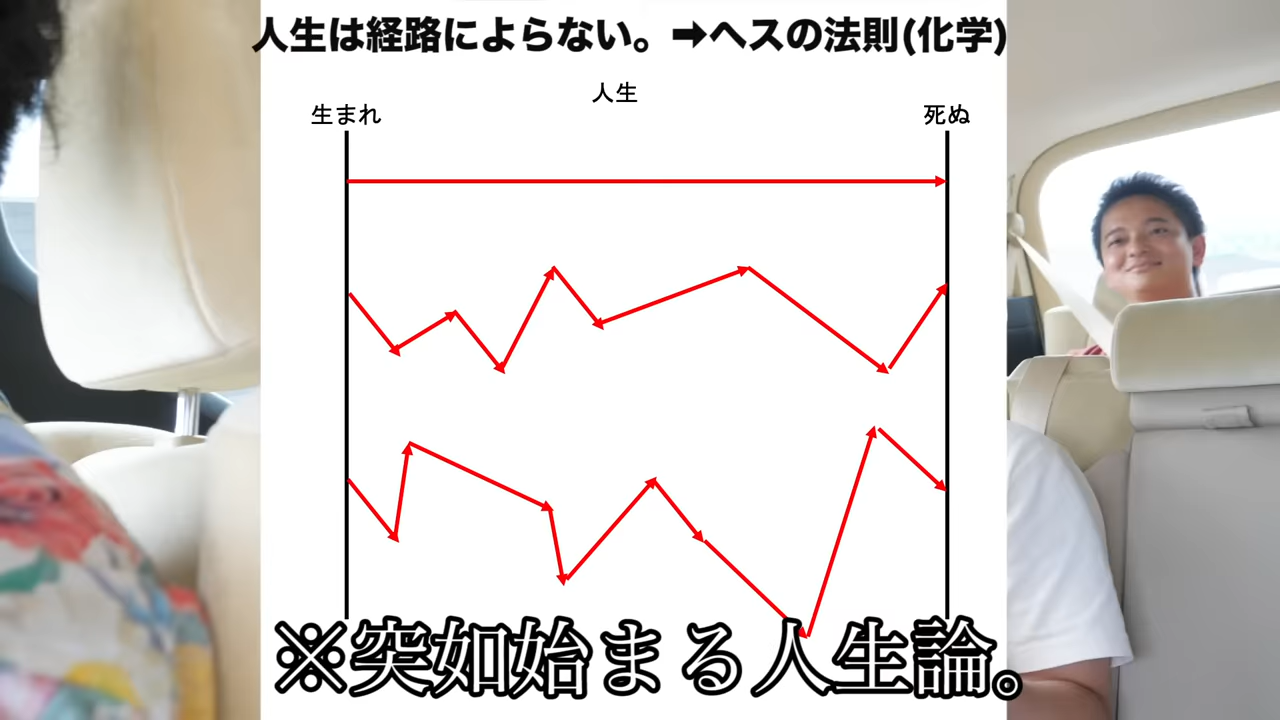 人生は経路によらない。➡ヘスの法則(化学)
人生
生まれ
死ぬ
※突如始まる人生論。